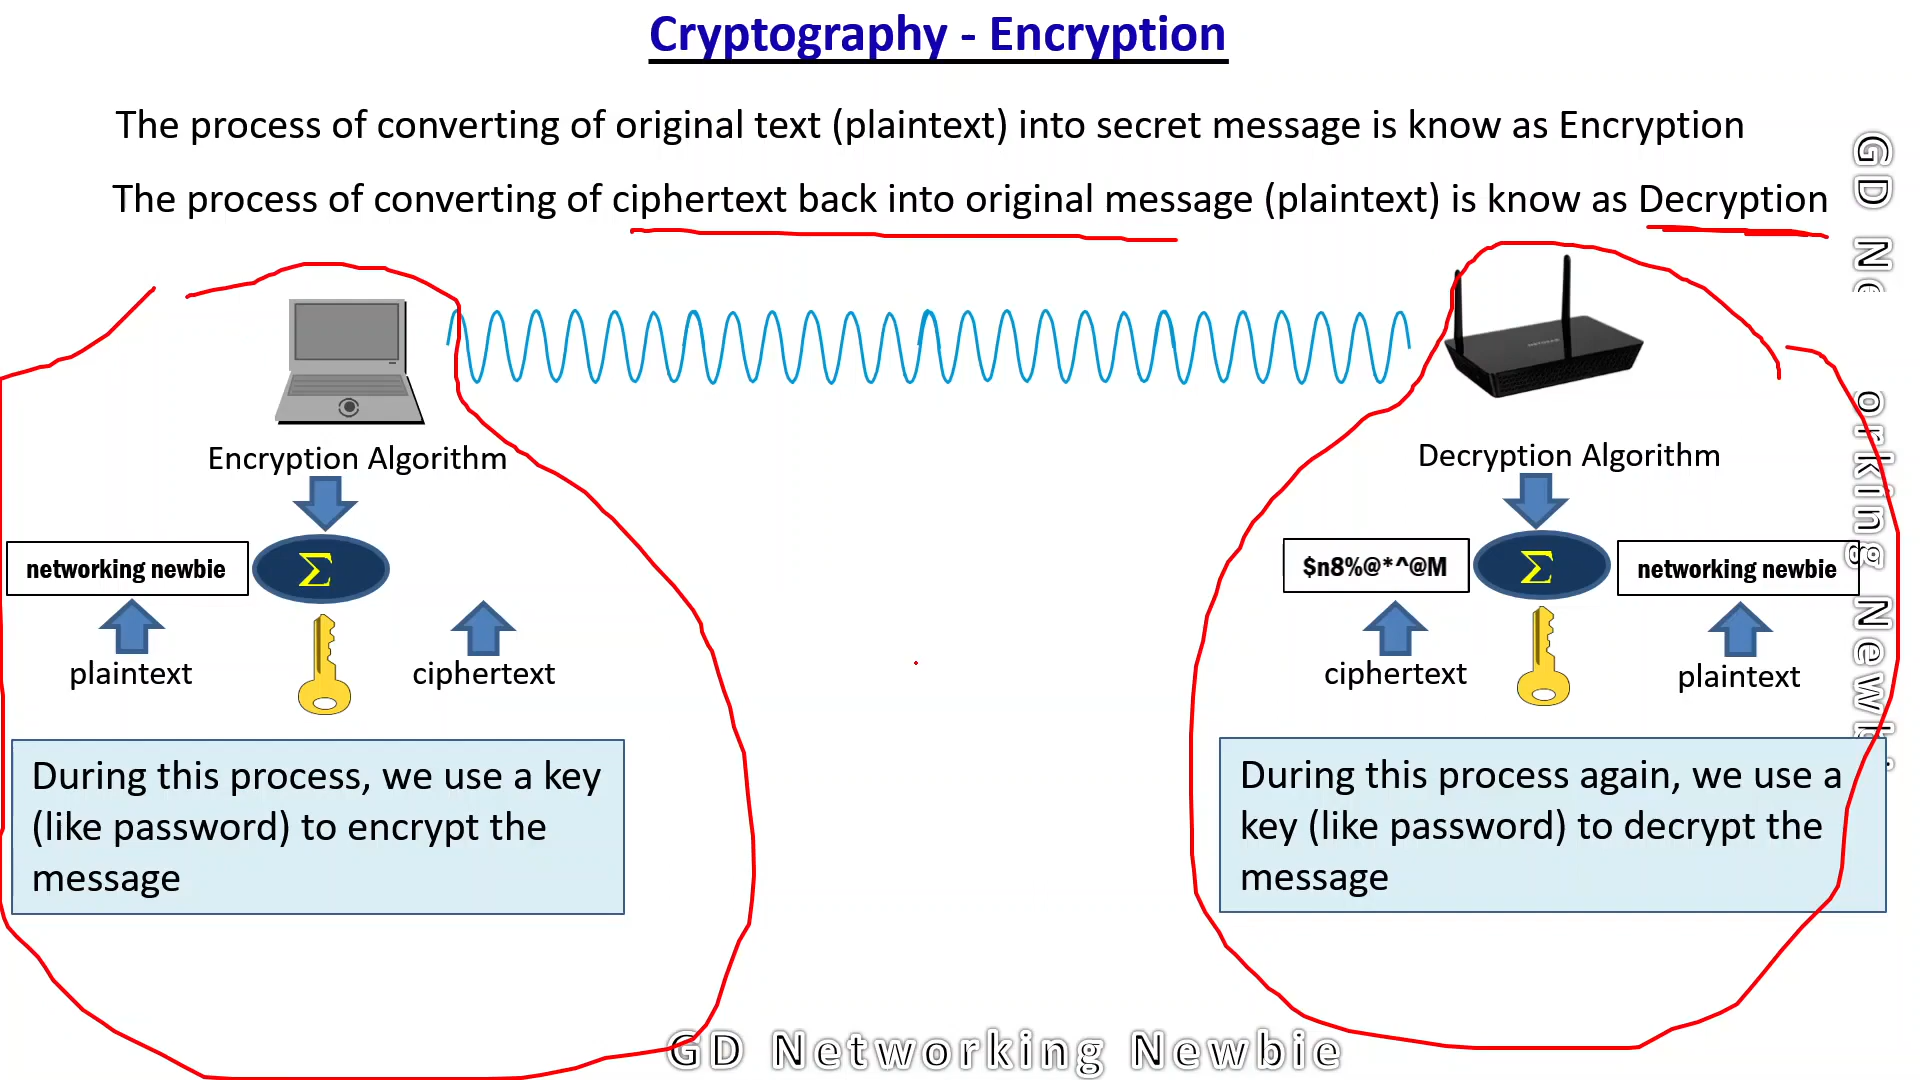 Cryptography - Encryption
The process of converting of original text (plaintext) into secret message is know as Encryption
The process of converting of ciphertext back into original message (plaintext) is know as Decryption
Encryption Algorithm
Σ
networking newbie
plaintext
ciphertext
During this process, we use a key
(like password) to encrypt the
message
NETGEAR
Decryption Algorithm
$n8%@*^@M
Σ
networking newbie
ciphertext
plaintext
During this process again, we use a
key (like password) to decrypt the
message
GD Networking Newbie